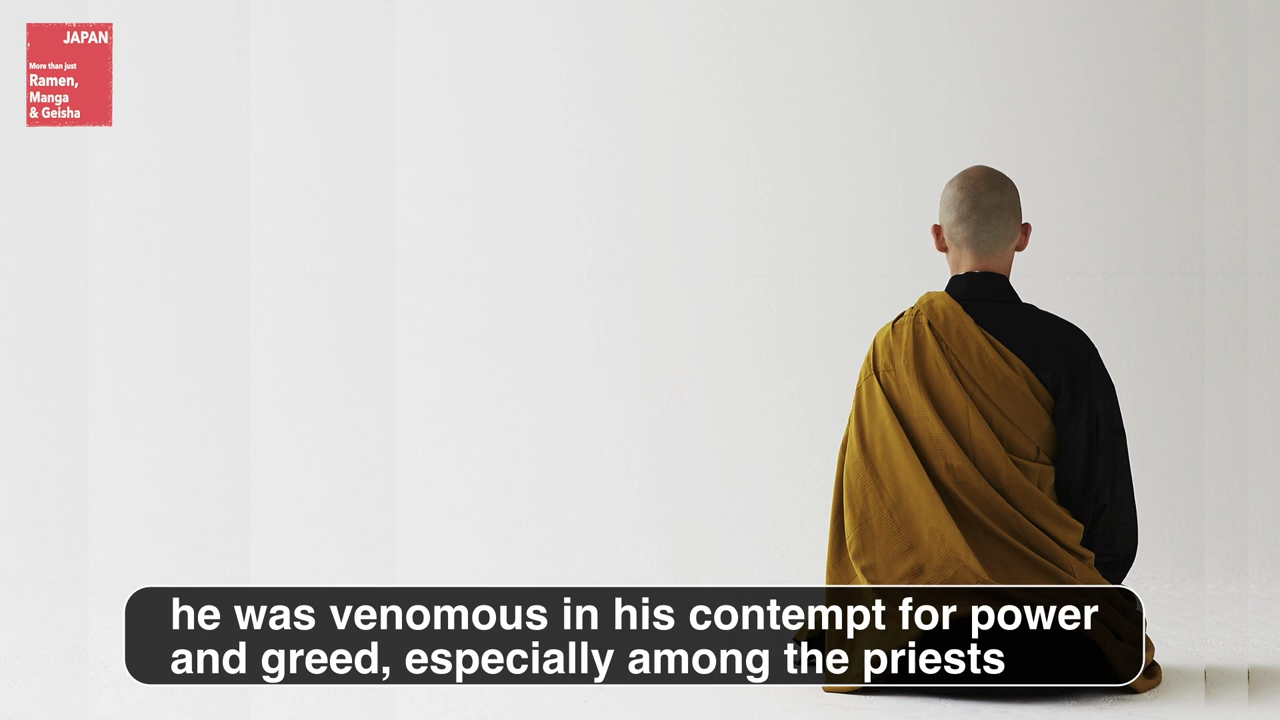 JAPAN
More than just
Ramen,
Manga
& Geisha
he was venomous in his contempt for power
and greed, especially among the priests